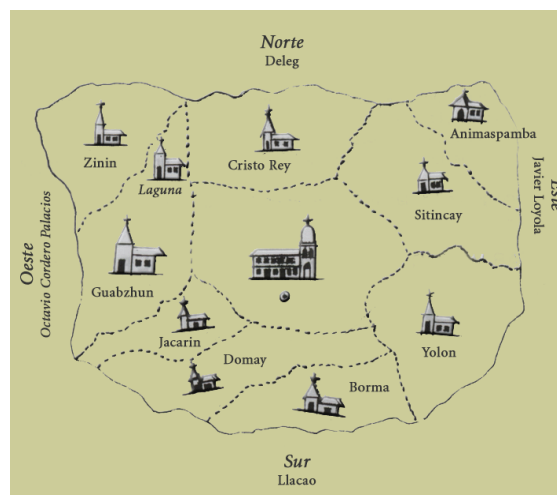 Norte
Deleg
Animaspamba
Zinin
Laguna
Cristo Rey
Sitincay
Este
Javier Loyola
Oeste
Octavio Cordero Palacios
Guabzhun
Jacarin
Domay
Yolon
Borma
Sur
Llacao